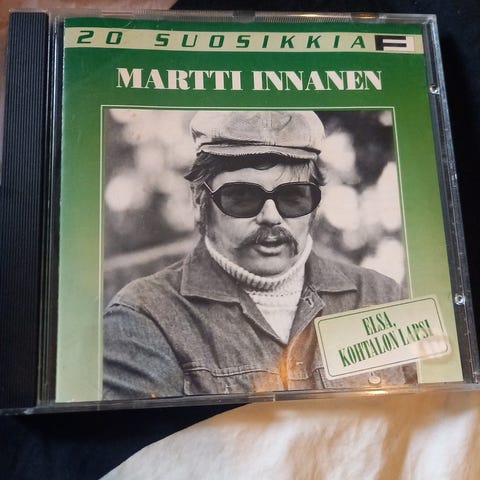 20 SUOSIKKIA F
MARTTI INNANEN
ELSA,
KOHTALON LAPSI